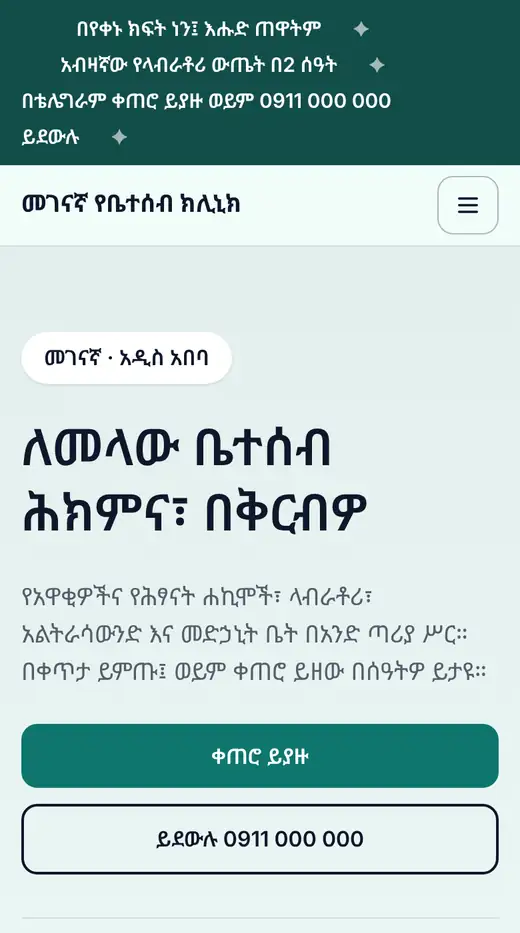 በየቀኑ ክፍት ነን፤ እሑድ ጠዋትም ✦
አብዛኛው የላብራቶሪ ውጤት በ2 ሰዓት ✦
በቴሌግራም ቀጠሮ ይያዙ ወይም 0911 000 000
ይደውሉ ✦
መገናኛ የቤተሰብ ክሊኒክ
መገናኛ · አዲስ አበባ
ለመላው ቤተሰብ
ሕክምና፣ በቅርብዎ
የአዋቂዎችና የሕፃናት ሐኪሞች፣ ላብራቶሪ፣
አልትራሳውንድ እና መድኃኒት ቤት በአንድ ጣሪያ ሥር።
በቀጥታ ይምጡ፤ ወይም ቀጠሮ ይዘው በሰዓትዎ ይታዩ።
ቀጠሮ ይያዙ
ይደውሉ 0911 000 000